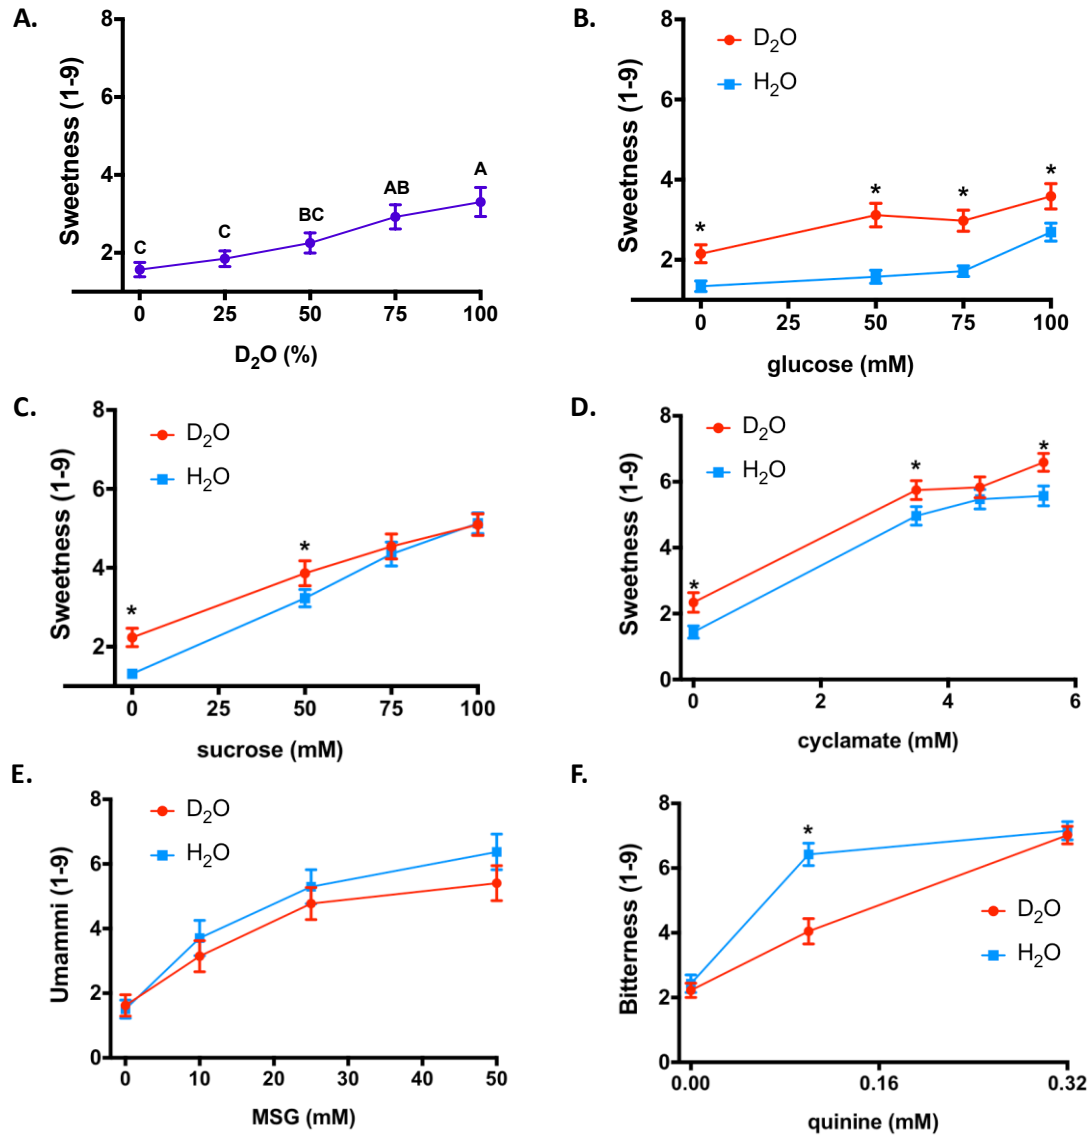 A.
Sweetness (1-9)
8
6
4
2
C
C
BC
AB
A
0 25 50 75 100
D₂O (%)
B.
Sweetness (1-9)
8
6
4
2
D₂O
H₂O
* * * *
0 25 50 75 100
glucose (mM)
C.
Sweetness (1-9)
8
6
4
2
D₂O
H₂O
* *
0 25 50 75 100
sucrose (mM)
D.
Sweetness (1-9)
8
6
4
2
0
D₂O
H₂O
* * *
0 2 4 6
cyclamate (mM)
E.
Umammi (1-9)
8
6
4
2
0
D₂O
H₂O
0 10 20 30 40 50
MSG (mM)
F.
Bitterness (1-9)
8
6
4
2
0
*
D₂O
H₂O
0.00 0.16 0.32
quinine (mM)